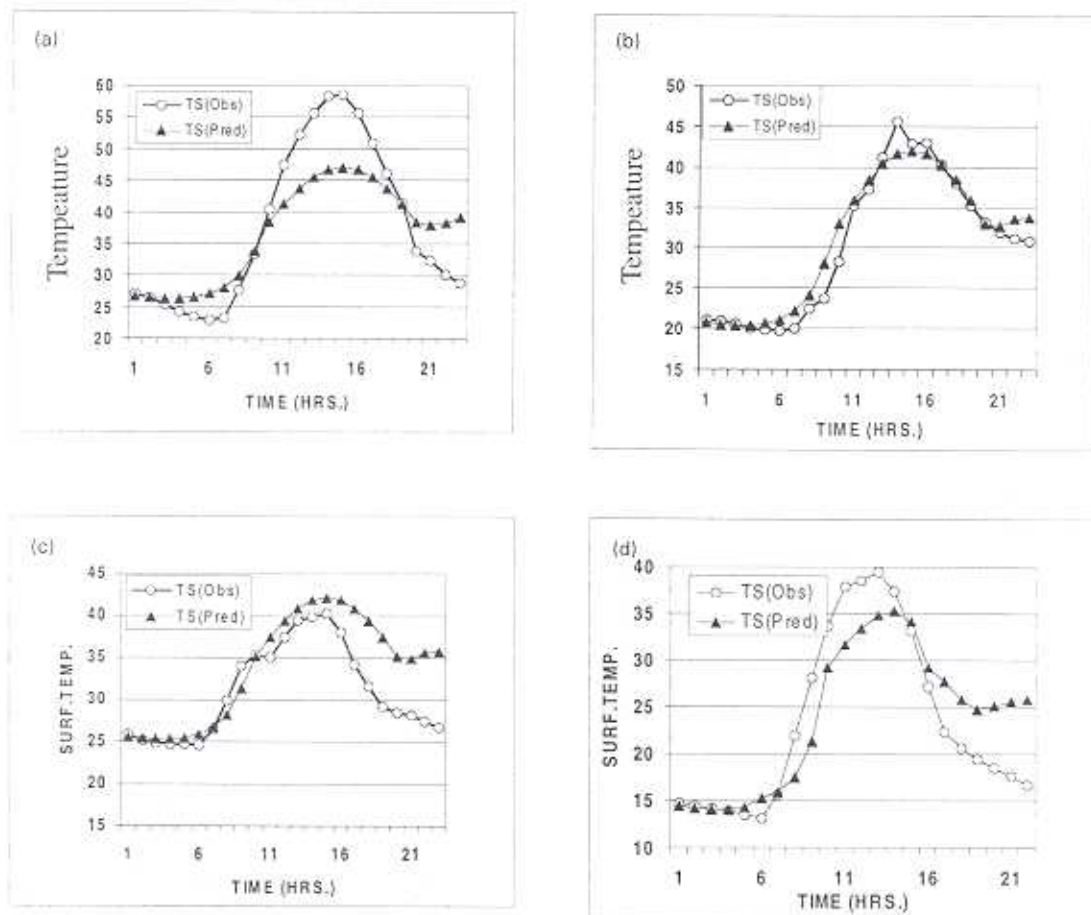 (a)
60
55
50
45
40
35
30
25
20
TS(Obs)
TS(Pred)
Tempeature
1 6 11 16 21
TIME (HRS.)
(b)
50
45
40
35
30
25
20
15
TS(Obs)
TS(Pred)
Tempeature
1 6 11 16 21
TIME (HRS.)
(c)
45
40
35
30
25
20
15
TS(Obs)
TS(Pred)
SURF.TEMP.
1 6 11 16 21
TIME (HRS.)
(d)
40
35
30
25
20
15
10
TS(Obs)
TS(Pred)
SURF.TEMP.
1 6 11 16 21
TIME (HRS.)